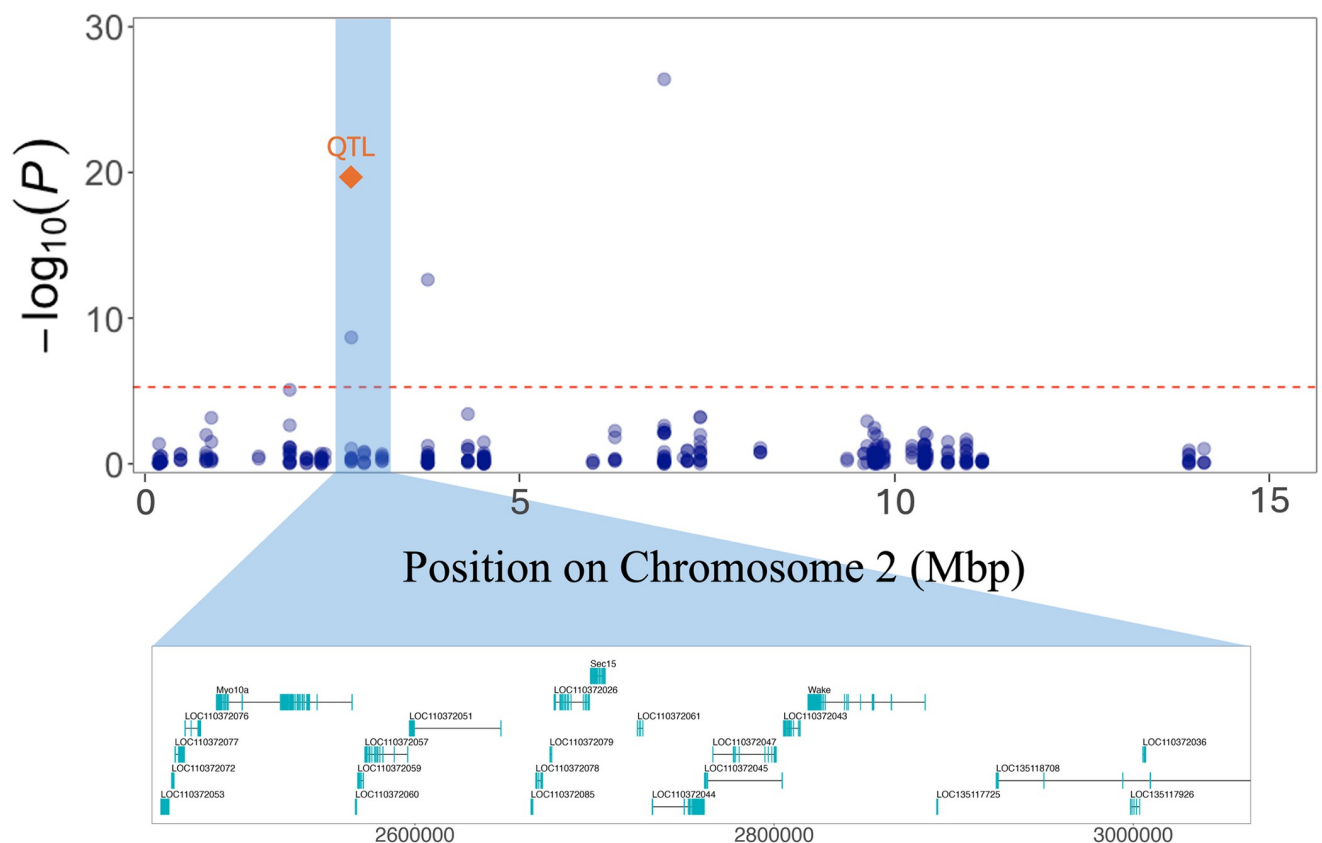 30
QTL
20
−log10(P)
10
0
0 5 10 15
Position on Chromosome 2 (Mbp)
Sec15
Myo10a LOC110372026 Wake
LOC110372076 LOC110372051 LOC110372061 LOC110372043
LOC110372077 LOC110372057 LOC110372079 LOC110372047 LOC110372036
LOC110372072 LOC110372059 LOC110372078 LOC110372045 LOC135118708
LOC110372053 LOC110372060 LOC110372085 LOC110372044 LOC135117725 LOC135117926
2600000 2800000 3000000